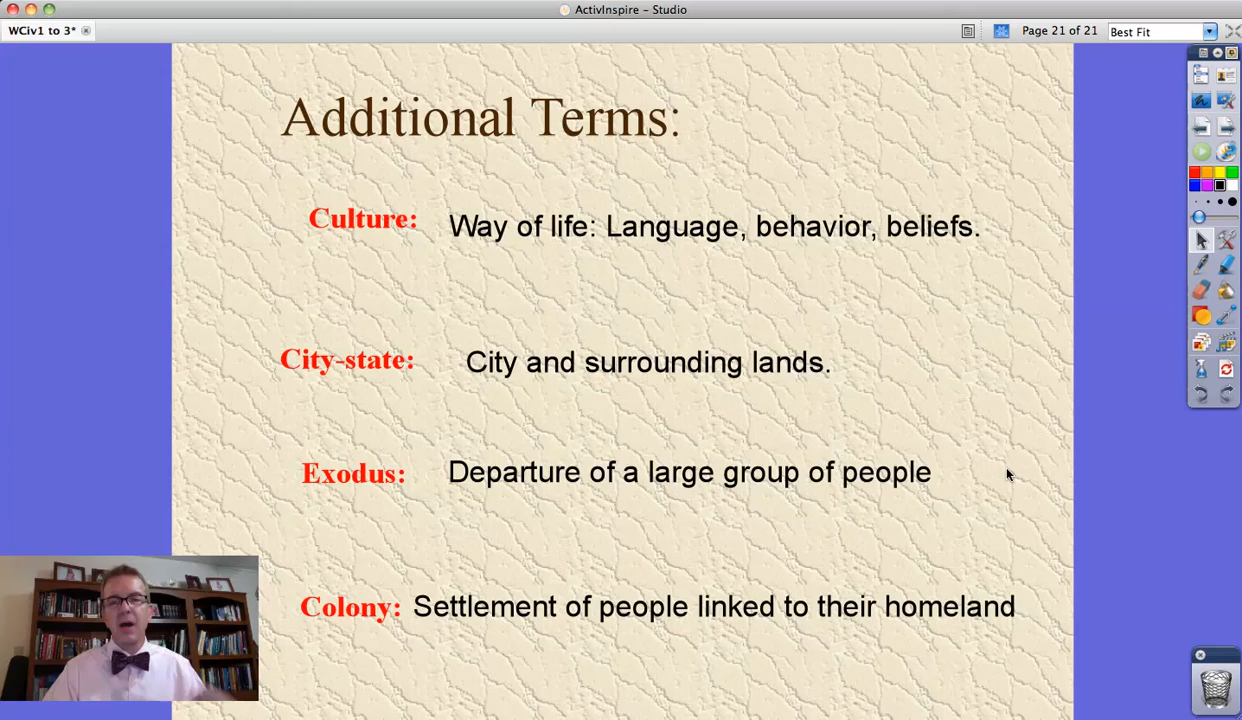 ActivInspire – Studio
WCiv1 to 3*
Page 21 of 21
Best Fit
Additional Terms:
Culture: Way of life: Language, behavior, beliefs.
City-state: City and surrounding lands.
Exodus: Departure of a large group of people
Colony: Settlement of people linked to their homeland